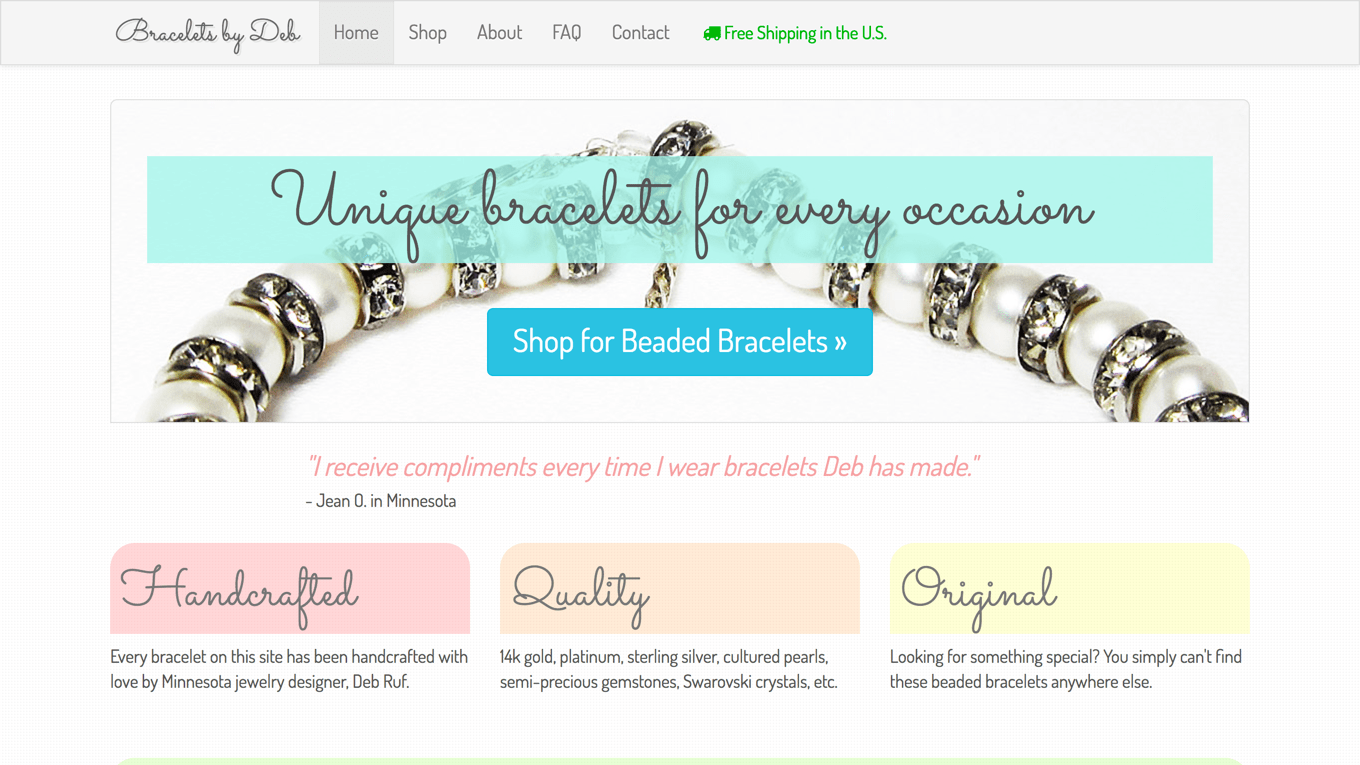 Bracelets by Deb Home Shop About FAQ Contact Free Shipping in the U.S.
Unique bracelets for every occasion
Shop for Beaded Bracelets »
"I receive compliments every time I wear bracelets Deb has made."
- Jean O. in Minnesota
Handcrafted
Every bracelet on this site has been handcrafted with
love by Minnesota jewelry designer, Deb Ruf.
Quality
14k gold, platinum, sterling silver, cultured pearls,
semi-precious gemstones, Swarovski crystals, etc.
Original
Looking for something special? You simply can't find
these beaded bracelets anywhere else.